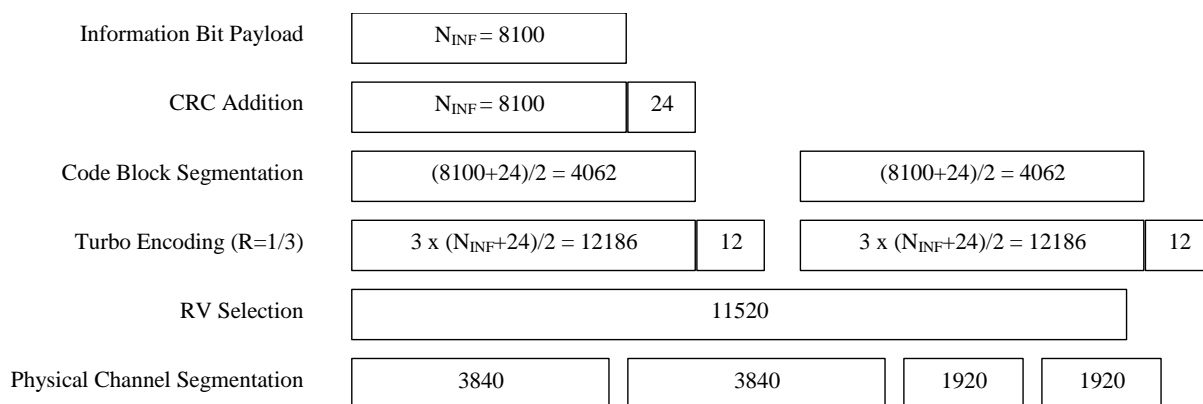 Information Bit Payload N_INF = 8100
CRC Addition N_INF = 8100 24
Code Block Segmentation (8100+24)/2 = 4062 (8100+24)/2 = 4062
Turbo Encoding (R=1/3) 3 x (N_INF+24)/2 = 12186 12 3 x (N_INF+24)/2 = 12186 12
RV Selection 11520
Physical Channel Segmentation 3840 3840 1920 1920